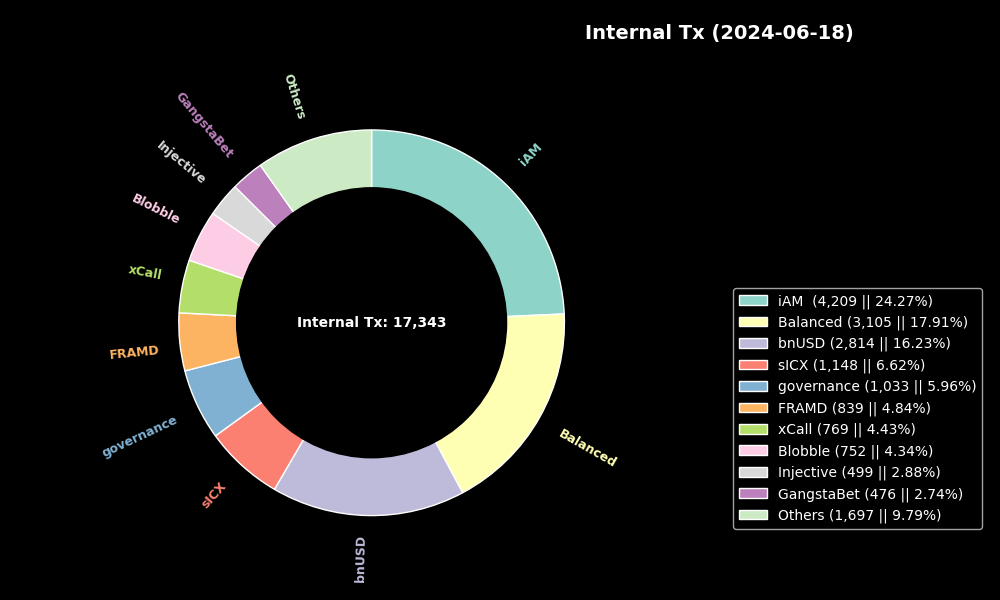 Internal Tx (2024-06-18)
Others
GangstaBet
iAM
Injective
Blobble
xCall
Internal Tx: 17,343
FRAMD
governance
Balanced
sICX
bnUSD
iAM  (4,209 || 24.27%)
Balanced (3,105 || 17.91%)
bnUSD (2,814 || 16.23%)
sICX (1,148 || 6.62%)
governance (1,033 || 5.96%)
FRAMD (839 || 4.84%)
xCall (769 || 4.43%)
Blobble (752 || 4.34%)
Injective (499 || 2.88%)
GangstaBet (476 || 2.74%)
Others (1,697 || 9.79%)